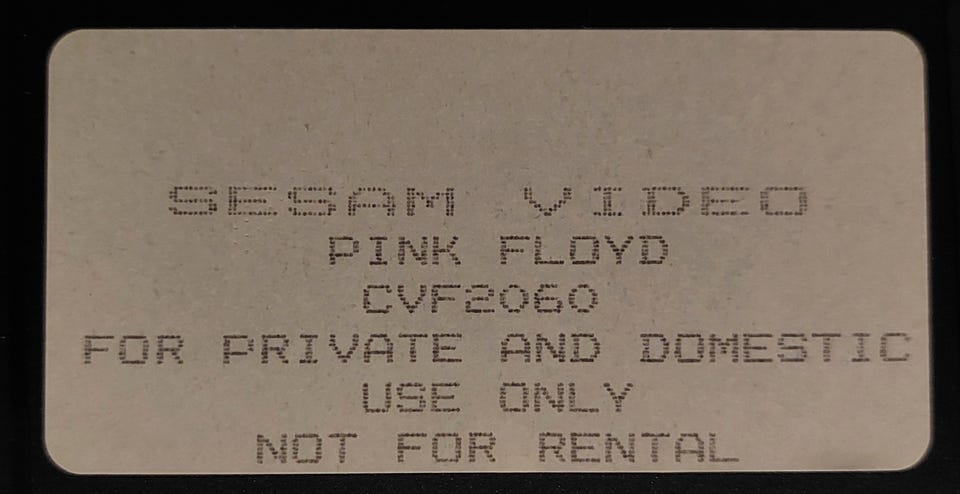 SESAM VIDEO
PINK FLOYD
CVF2060
FOR PRIVATE AND DOMESTIC
USE ONLY
NOT FOR RENTAL